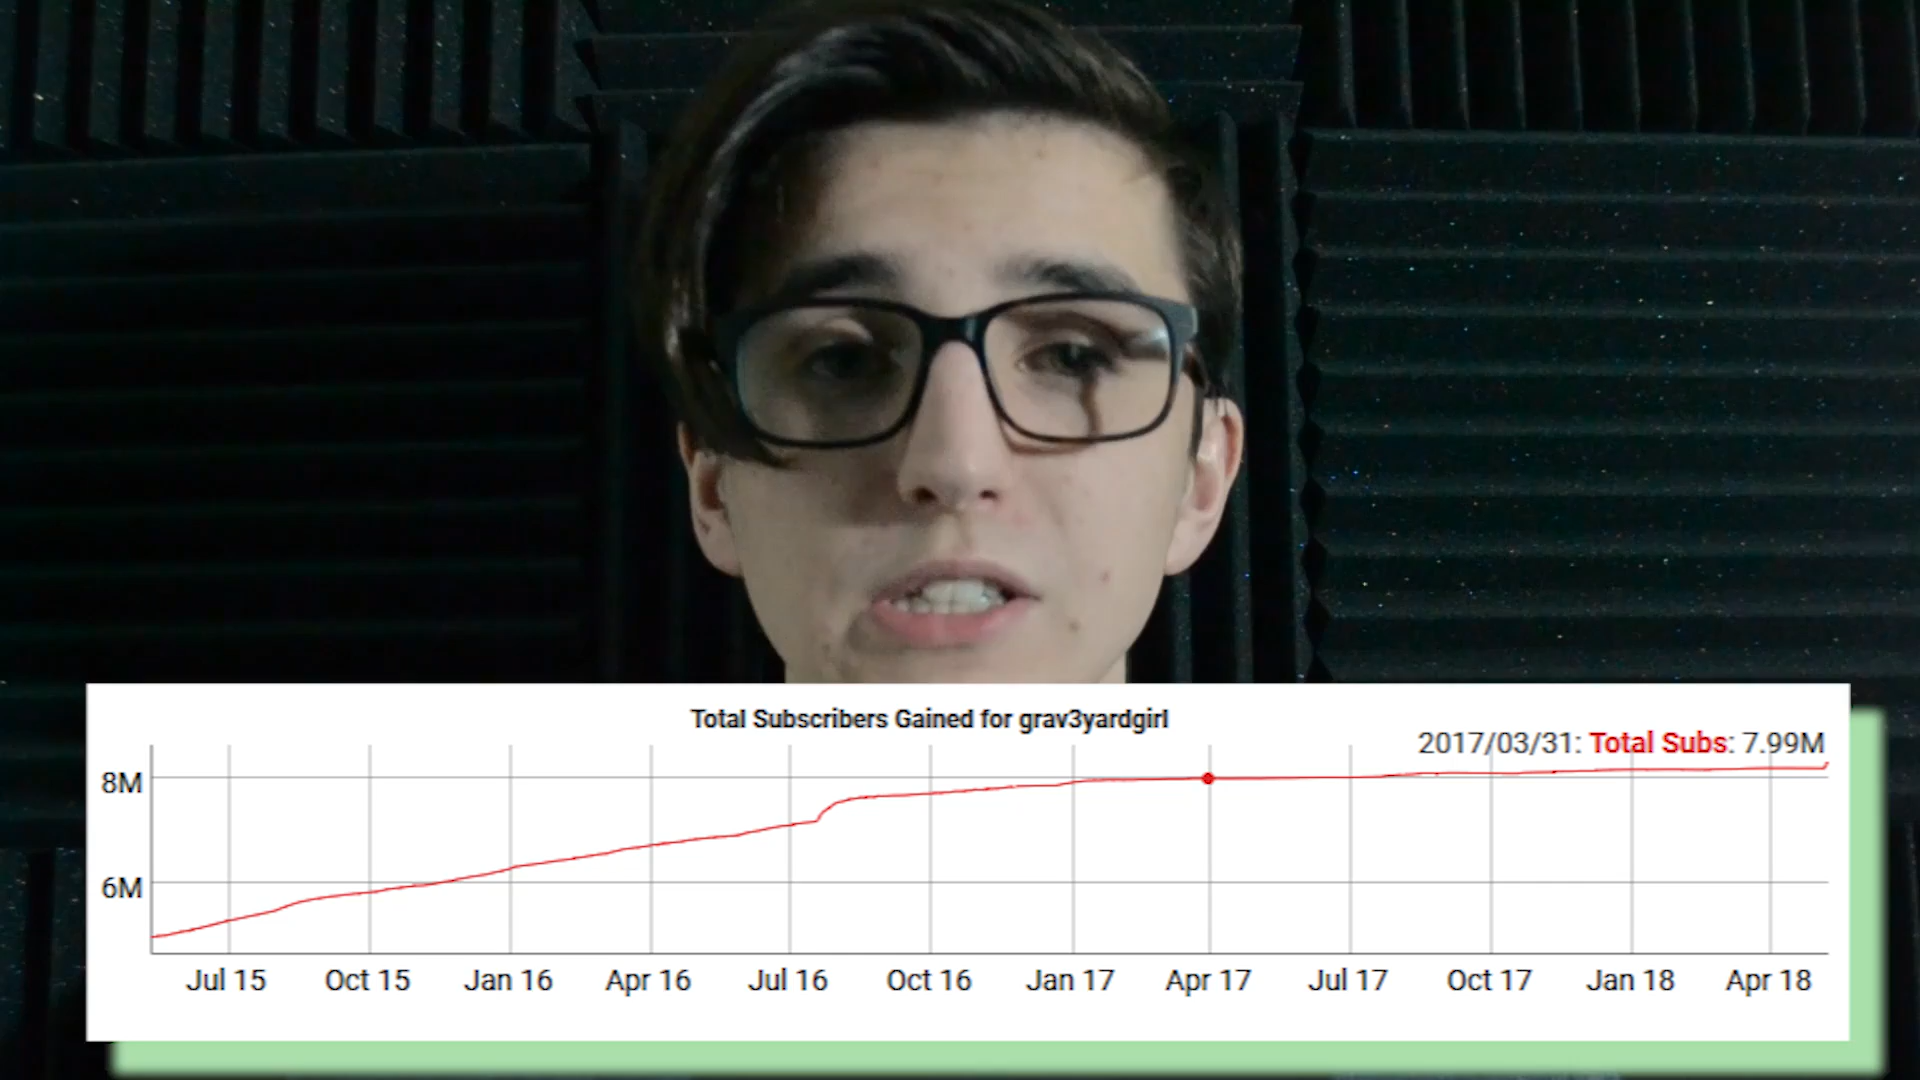 Total Subscribers Gained for grav3yardgirl
2017/03/31: Total Subs: 7.99M
8M
6M
Jul 15 Oct 15 Jan 16 Apr 16 Jul 16 Oct 16 Jan 17 Apr 17 Jul 17 Oct 17 Jan 18 Apr 18